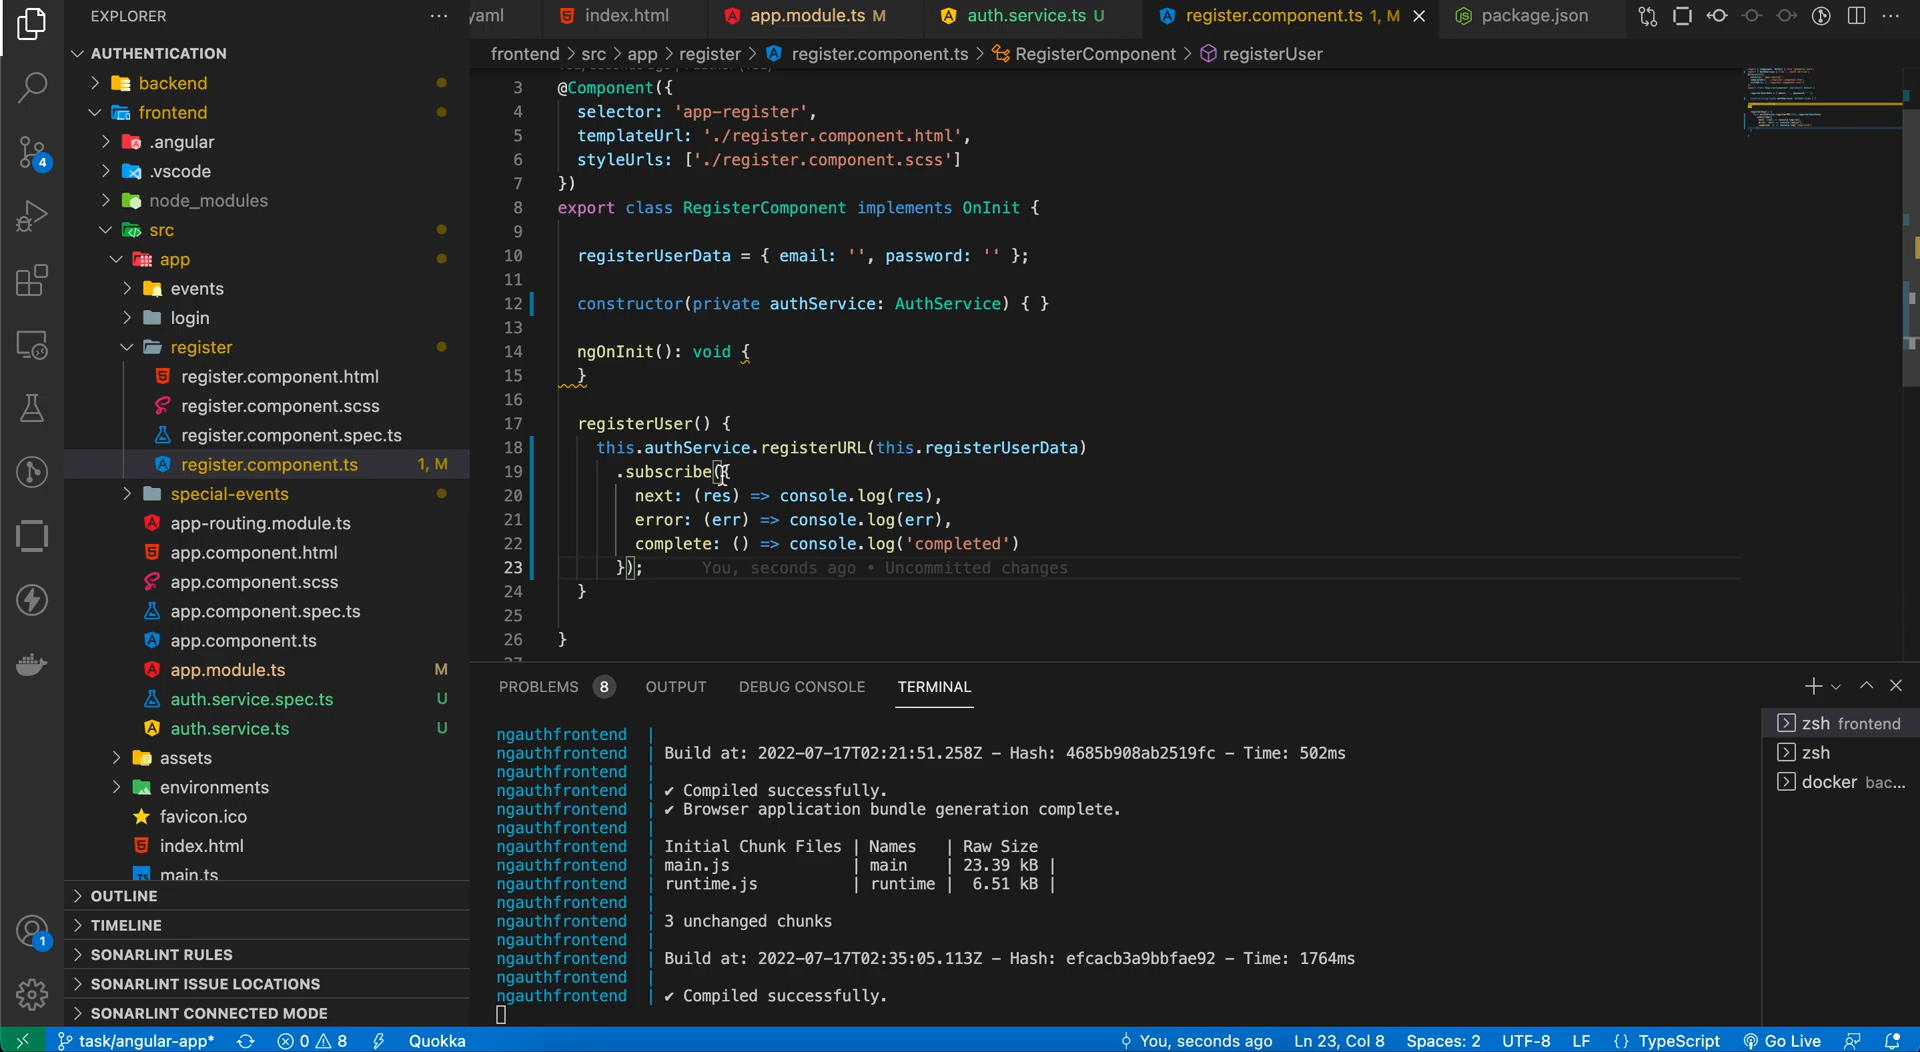 EXPLORER
AUTHENTICATION
backend
frontend
.angular
.vscode
node_modules
src
app
events
login
register
register.component.html
register.component.scss
register.component.spec.ts
register.component.ts 1, M
special-events
app-routing.module.ts
app.component.html
app.component.scss
app.component.spec.ts
app.component.ts
app.module.ts M
auth.service.spec.ts U
auth.service.ts U
assets
environments
favicon.ico
index.html
main.ts
OUTLINE
TIMELINE
SONARLINT RULES
SONARLINT ISSUE LOCATIONS
SONARLINT CONNECTED MODE
4
1
yaml index.html app.module.ts M auth.service.ts U register.component.ts 1, M package.json
frontend > src > app > register > register.component.ts > RegisterComponent > registerUser
3 @Component({
4 selector: 'app-register',
5 templateUrl: './register.component.html',
6 styleUrls: ['./register.component.scss']
7 })
8 export class RegisterComponent implements OnInit {
9
10 registerUserData = { email: '', password: '' };
11
12 constructor(private authService: AuthService) { }
13
14 ngOnInit(): void {
15 }
16
17 registerUser() {
18 this.authService.registerURL(this.registerUserData)
19 .subscribe({
20 next: (res) => console.log(res),
21 error: (err) => console.log(err),
22 complete: () => console.log('completed')
23 }); You, seconds ago • Uncommitted changes
24 }
25
26 }
PROBLEMS 8 OUTPUT DEBUG CONSOLE TERMINAL
ngauthfrontend |
ngauthfrontend | Build at: 2022-07-17T02:21:51.258Z - Hash: 4685b908ab2519fc - Time: 502ms
ngauthfrontend |
ngauthfrontend | ✔ Compiled successfully.
ngauthfrontend | ✔ Browser application bundle generation complete.
ngauthfrontend |
ngauthfrontend | Initial Chunk Files | Names | Raw Size
ngauthfrontend | main.js | main | 23.39 kB |
ngauthfrontend | runtime.js | runtime | 6.51 kB |
ngauthfrontend |
ngauthfrontend | 3 unchanged chunks
ngauthfrontend |
ngauthfrontend | Build at: 2022-07-17T02:35:05.113Z - Hash: efcacb3a9bbfae92 - Time: 1764ms
ngauthfrontend |
ngauthfrontend | ✔ Compiled successfully.
zsh frontend
zsh
docker bac...
task/angular-app* 0 8 Quokka You, seconds ago Ln 23, Col 8 Spaces: 2 UTF-8 LF {} TypeScript Go Live